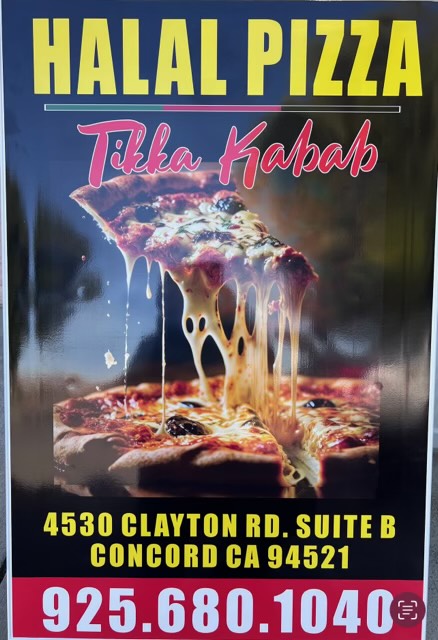 HALAL PIZZA
Tikka Kabab
4530 CLAYTON RD. SUITE B
CONCORD CA 94521
925.680.1040